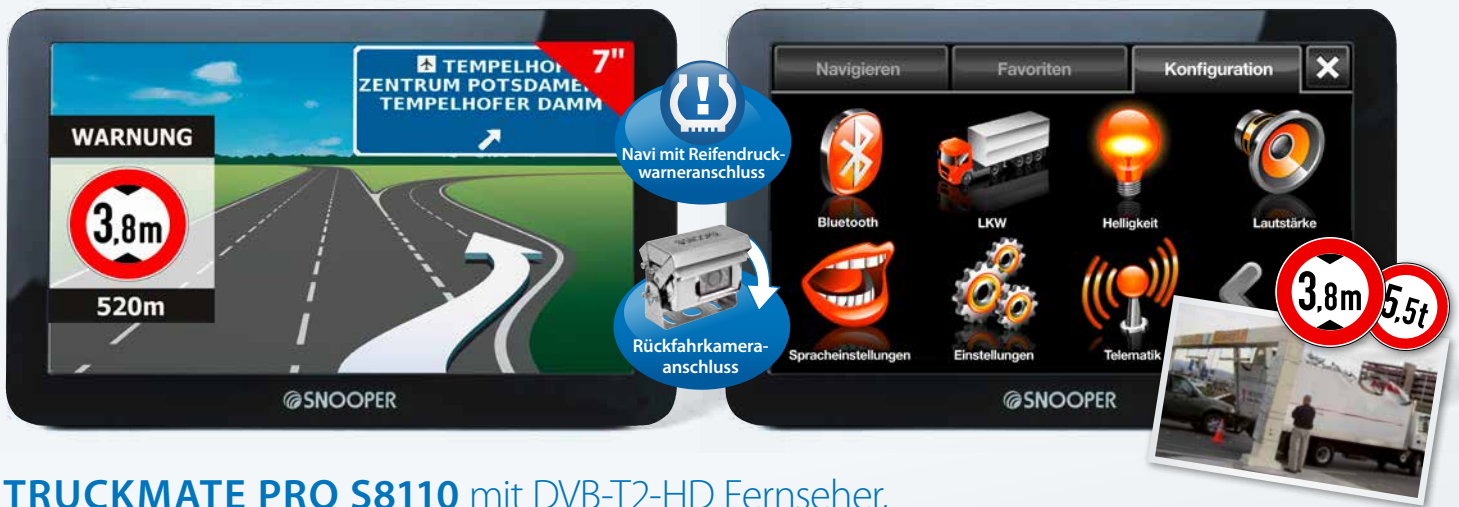 7"
TEMPELHOF
ZENTRUM POTSDAMER
TEMPELHOFER DAMM
WARNUNG
3,8m
520m
SNOOPER
Navi mit Reifendruck-
warneranschluss
SNOOPER
Rückfahrkamera-
anschluss
Navigieren
Favoriten
Konfiguration
Bluetooth
LKW
Helligkeit
Lautstärke
Spracheinstellungen
Einstellungen
Telematik
3,8m
5,5t
SNOOPER
TRUCKMATE PRO S8110 mit DVB-T2-HD Fernseher,